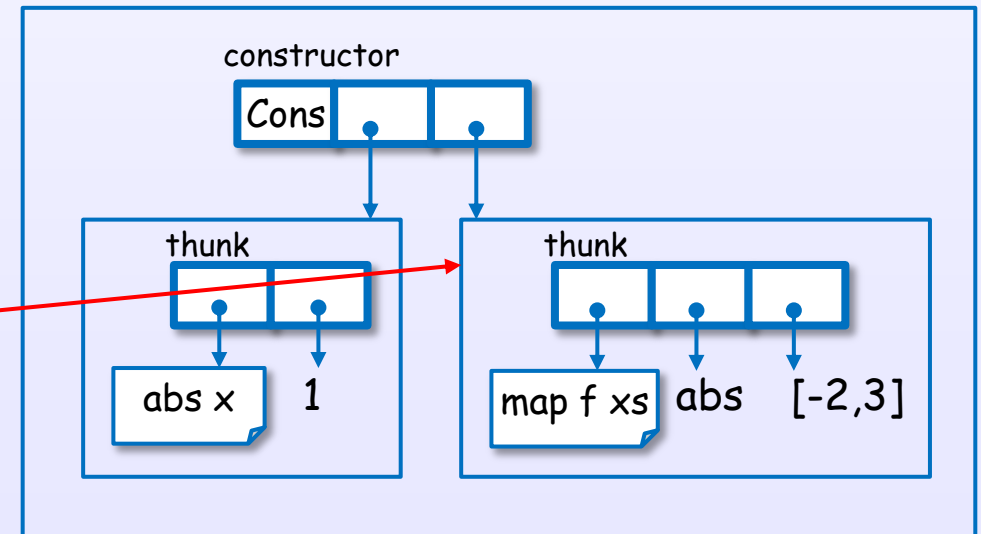 constructor
Cons
thunk
thunk
abs x
1
map f xs
abs
[-2,3]